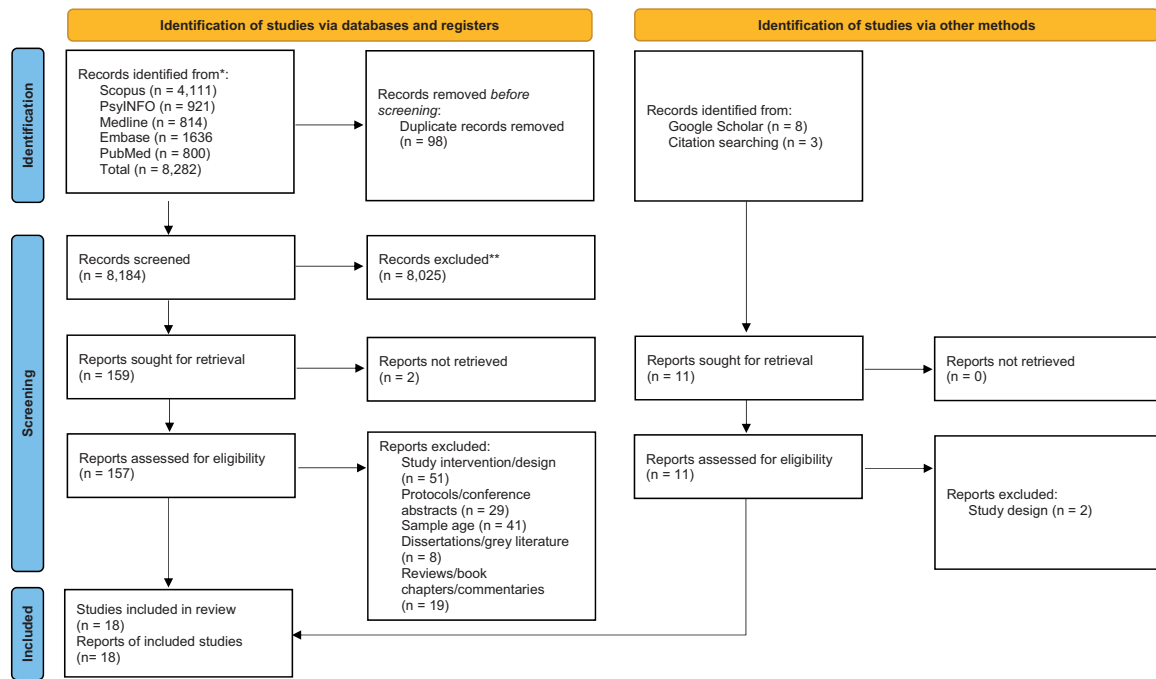 Identification of studies via databases and registers
Identification of studies via other methods
Identification
Records identified from*:
Scopus (n = 4,111)
PsyINFO (n = 921)
Medline (n = 814)
Embase (n = 1636
PubMed (n = 800)
Total (n = 8,282)
Records removed before
screening:
Duplicate records removed
(n = 98)
Records identified from:
Google Scholar (n = 8)
Citation searching (n = 3)
Screening
Records screened
(n = 8,184)
Records excluded**
(n = 8,025)
Reports sought for retrieval
(n = 159)
Reports not retrieved
(n = 2)
Reports sought for retrieval
(n = 11)
Reports not retrieved
(n = 0)
Reports assessed for eligibility
(n = 157)
Reports excluded:
Study intervention/design
(n = 51)
Protocols/conference
abstracts (n = 29)
Sample age (n = 41)
Dissertations/grey literature
(n = 8)
Reviews/book
chapters/commentaries
(n = 19)
Reports assessed for eligibility
(n = 11)
Reports excluded:
Study design (n = 2)
Included
Studies included in review
(n = 18)
Reports of included studies
(n= 18)